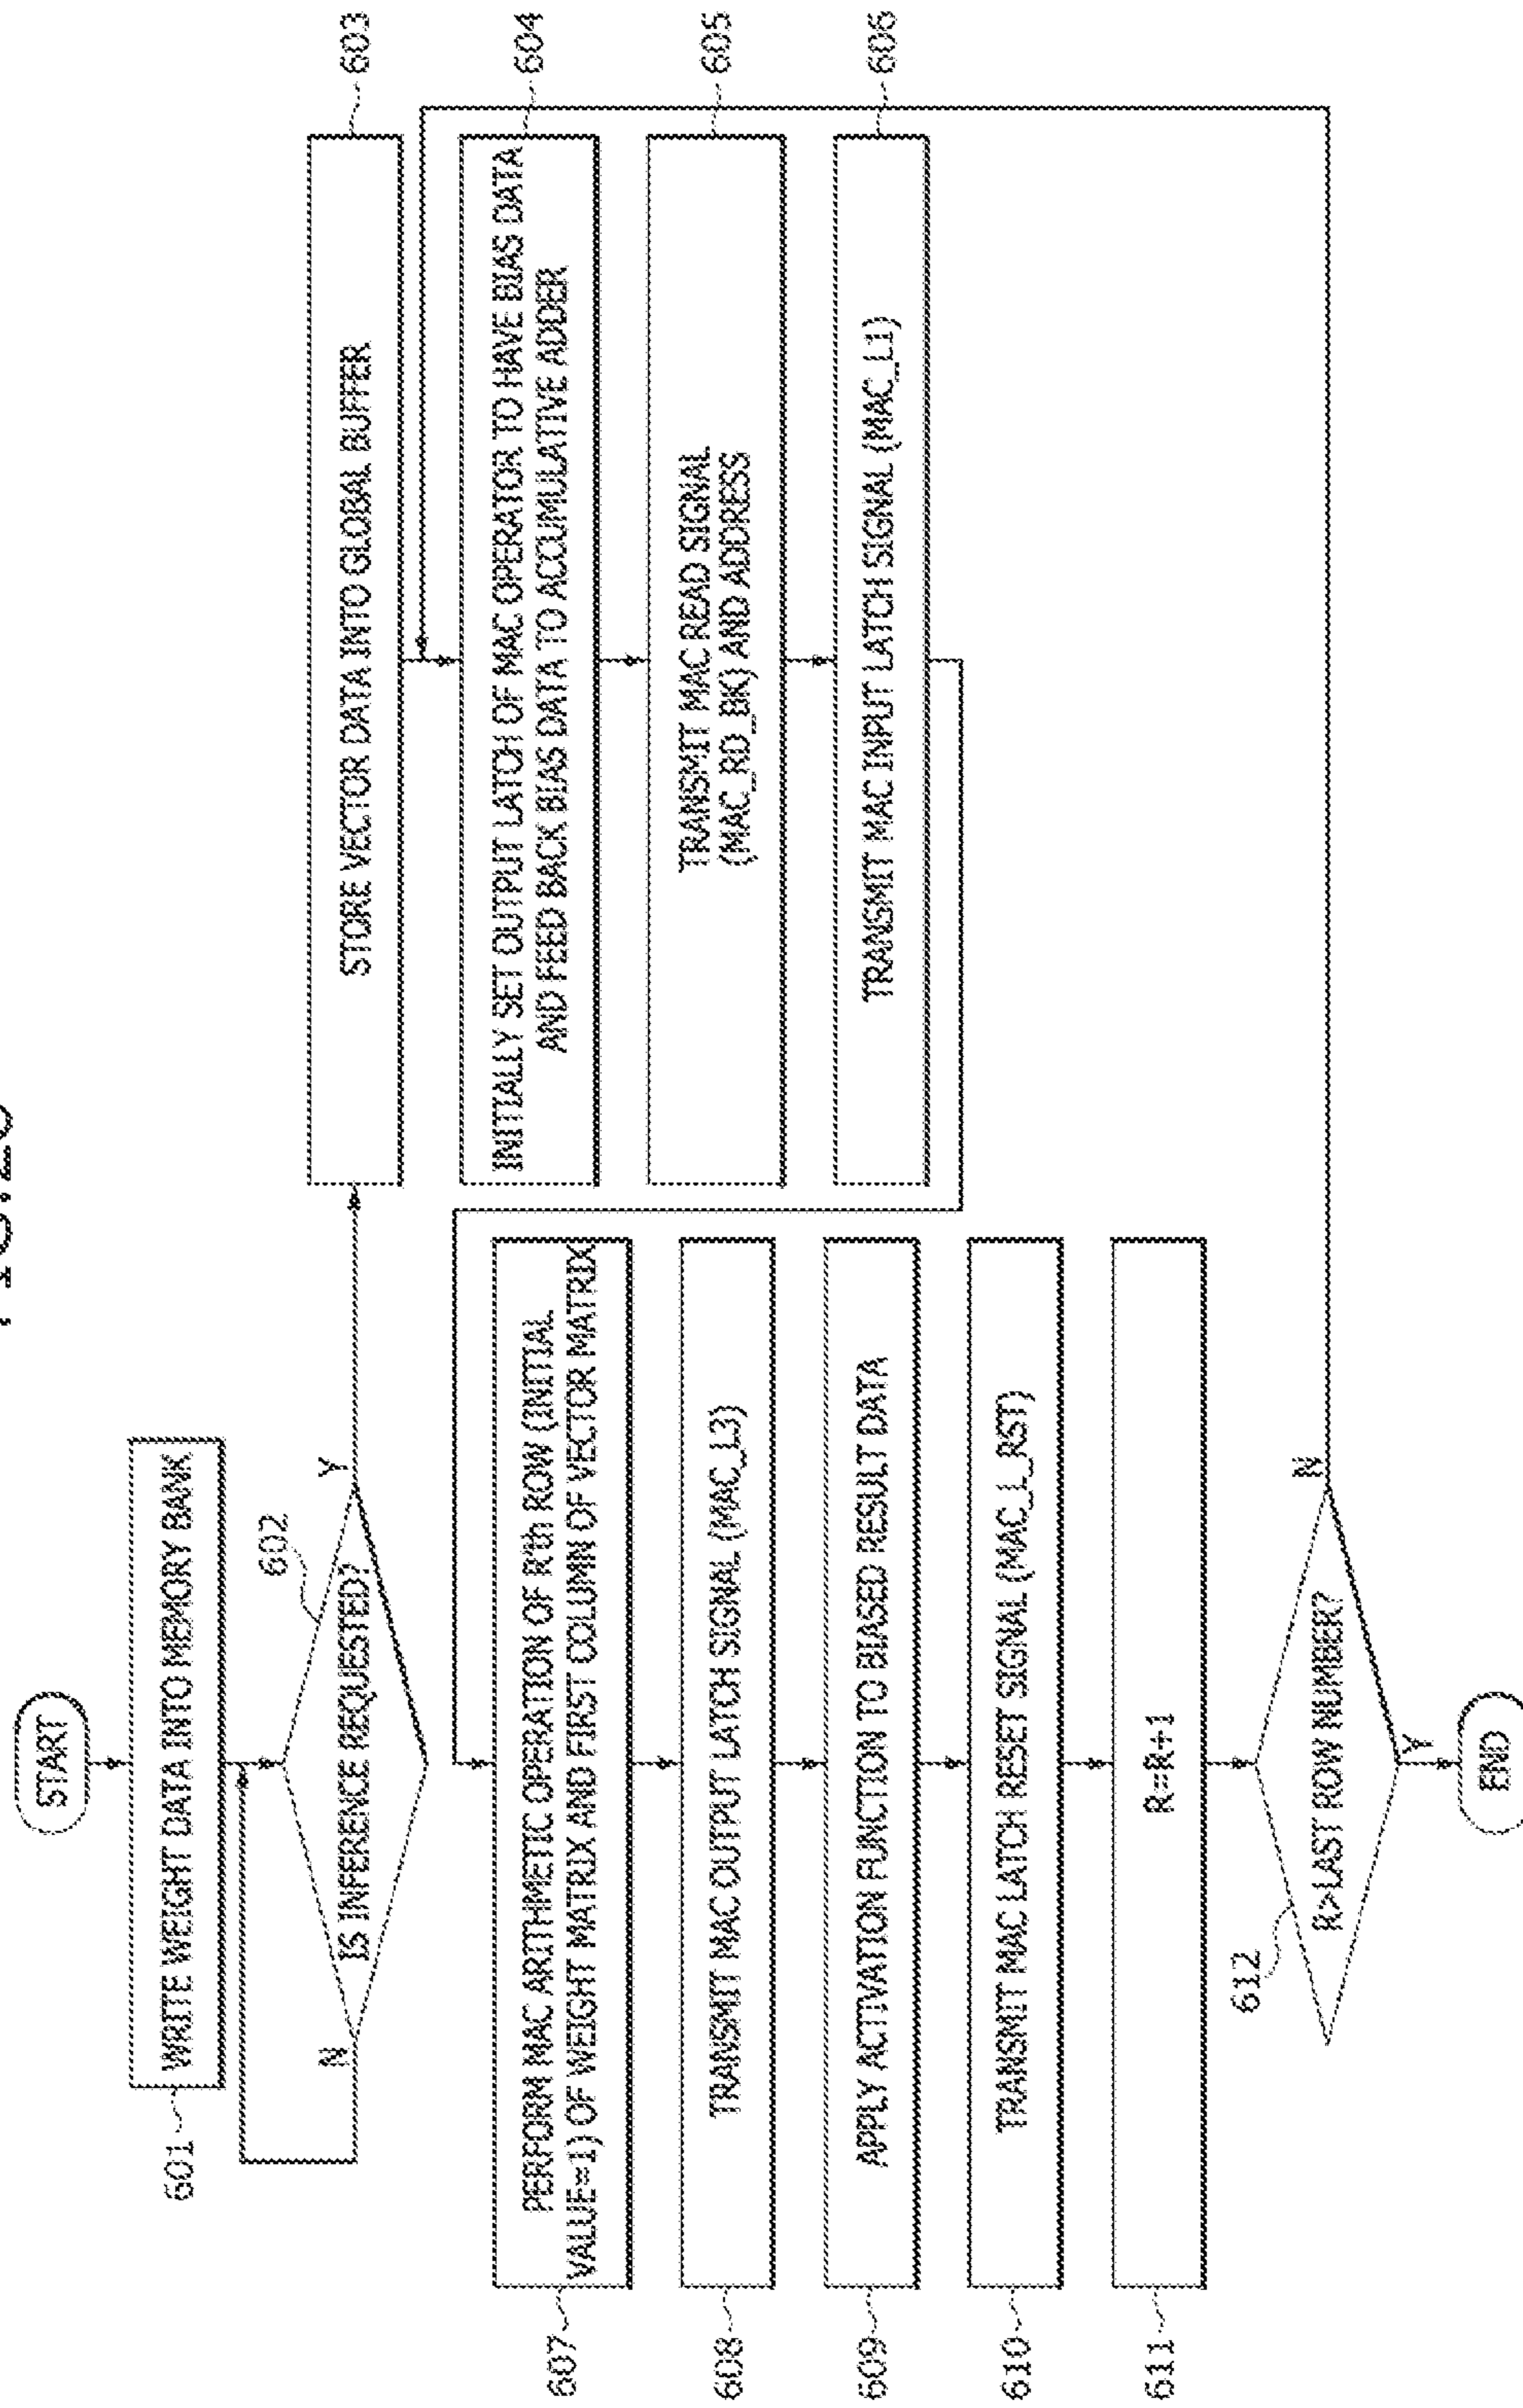 START
601
WRITE WEIGHT DATA INTO MEMORY BANK
602
IS INFERENCE REQUESTED?
N
Y
603
STORE VECTOR DATA INTO GLOBAL BUFFER
604
INITIALLY SET OUTPUT LATCH OF MAC OPERATOR TO HAVE BIAS DATA
AND FEED BACK BIAS DATA TO ACCUMULATIVE ADDER
605
TRANSMIT MAC READ SIGNAL
(MAC_RD_BK) AND ADDRESS
606
TRANSMIT MAC INPUT LATCH SIGNAL (MAC_L1)
607
PERFORM MAC ARITHMETIC OPERATION OF R'th ROW (INITIAL
VALUE=1) OF WEIGHT MATRIX AND FIRST COLUMN OF VECTOR MATRIX
608
TRANSMIT MAC OUTPUT LATCH SIGNAL (MAC_L3)
609
APPLY ACTIVATION FUNCTION TO BIASED RESULT DATA
610
TRANSMIT MAC LATCH RESET SIGNAL (MAC_L_RST)
611
R=R+1
612
R>LAST ROW NUMBER?
N
Y
END